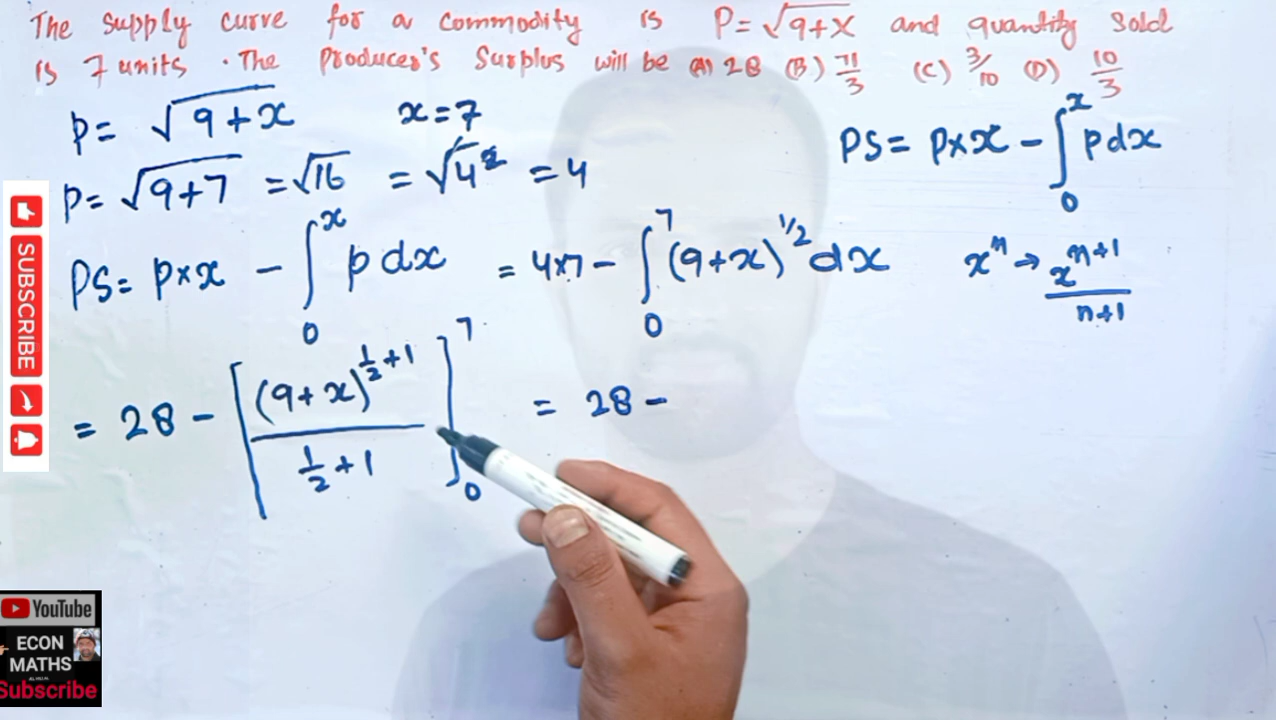 The supply curve for a commodity is P=√9+x and quantity sold
is 7 units . The Producer's Surplus will be (A) 28 (B) 71/3 (C) 3/10 (D) 10/3
p= √9+x x=7
PS= p×x − ∫₀ˣ p dx
p= √9+7 =√16 = √4² =4
PS= p×x − ∫₀ˣ p dx = 4×7 − ∫₀⁷ (9+x)^1/2 dx xⁿ → xⁿ⁺¹/n+1
= 28 − [(9+x)^1/2+1 / 1/2+1]₀⁷ = 28 −
SUBSCRIBE
YouTube
ECON
MATHS
Subscribe